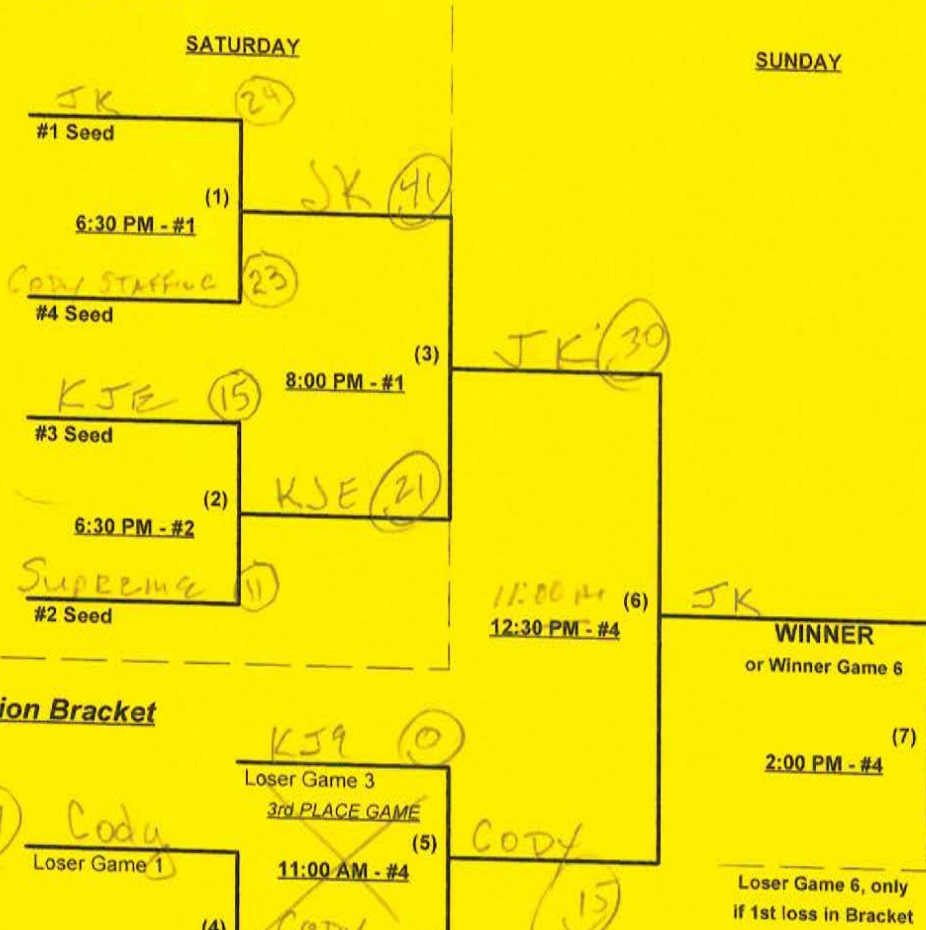 SATURDAY
SUNDAY
JK 24
#1 Seed
(1)
6:30 PM - #1
JK 41
CODY STAFFING 23
#4 Seed
(3)
8:00 PM - #1
JK 30
KJE 15
#3 Seed
(2)
6:30 PM - #2
KJE 21
SUPREME 11
#2 Seed
11:00 AM (6)
12:30 PM - #4
JK
WINNER
or Winner Game 6
(7)
2:00 PM - #4
ion Bracket
KJ9 0
Loser Game 3
3rd PLACE GAME
(5)
11:00 AM - #4
Cody
Loser Game 1
CODY
15
(4)
CODY
Loser Game 6, only
if 1st loss in Bracket